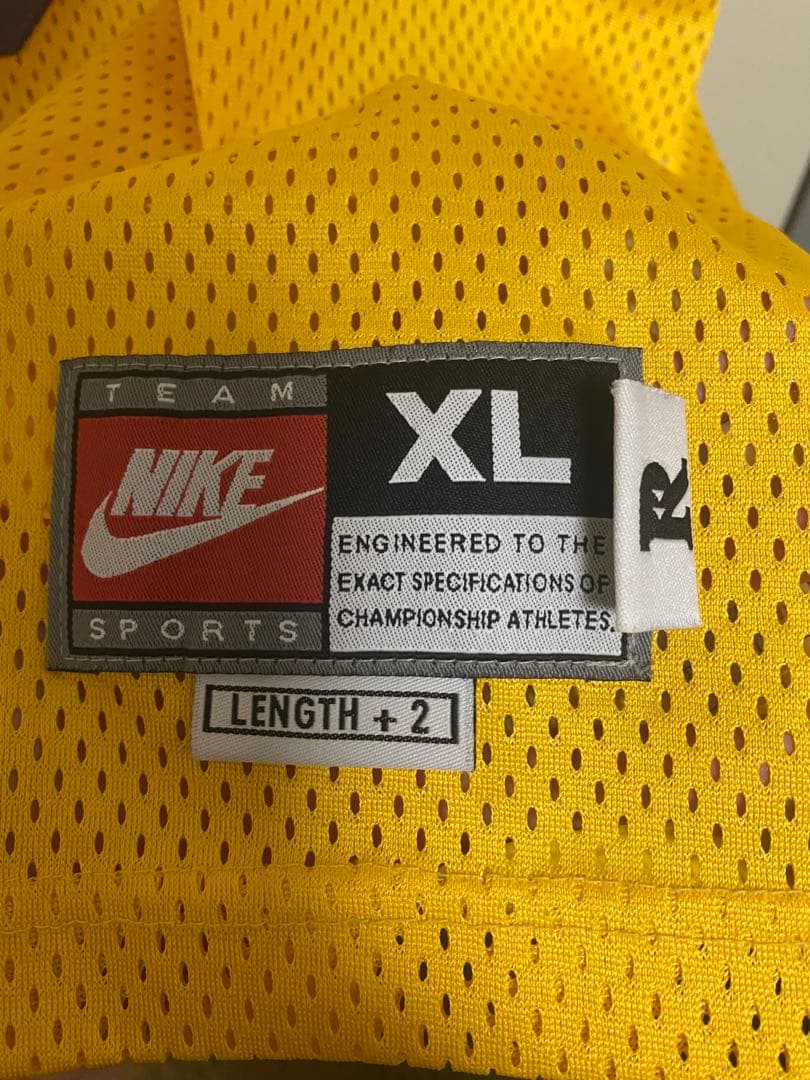 TEAM
NIKE
SPORTS
XL
ENGINEERED TO THE
EXACT SPECIFICATIONS OF
CHAMPIONSHIP ATHLETES.
R
LENGTH + 2